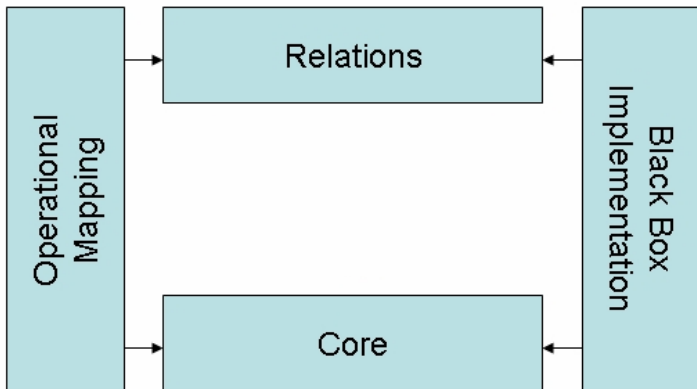 Operational
Mapping
Relations
Core
Black Box
Implementation